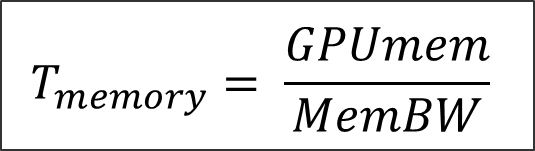 T_memory = GPUmem / MemBW